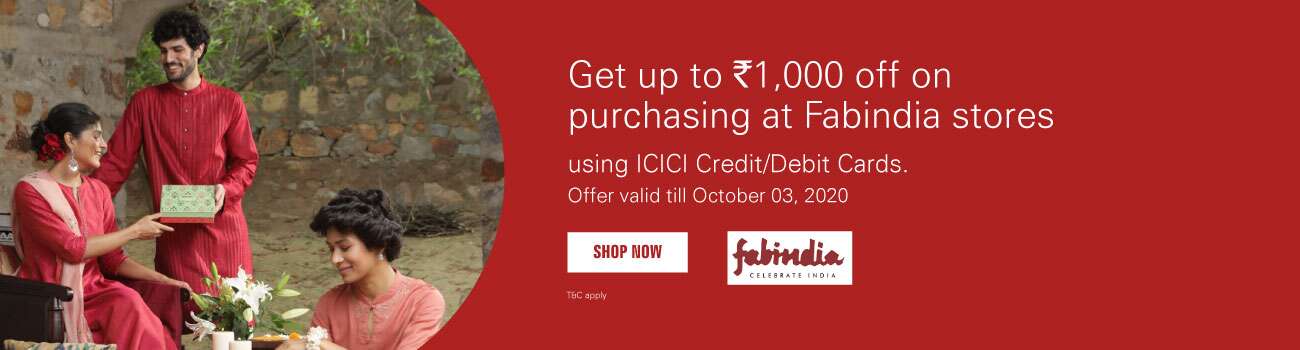 Get up to ₹1,000 off on
purchasing at Fabindia stores
using ICICI Credit/Debit Cards.
Offer valid till October 03, 2020
SHOP NOW
fabindia
CELEBRATE INDIA
T&C apply